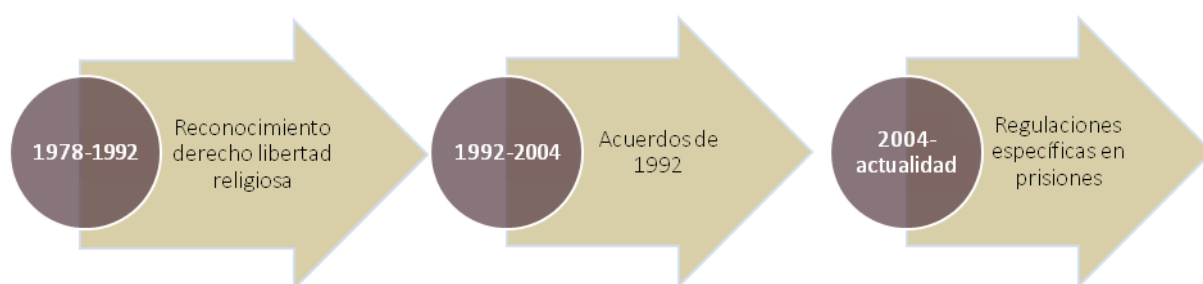 1978-1992
Reconocimiento
derecho libertad
religiosa
1992-2004
Acuerdos de
1992
2004-
actualidad
Regulaciones
específicas en
prisiones